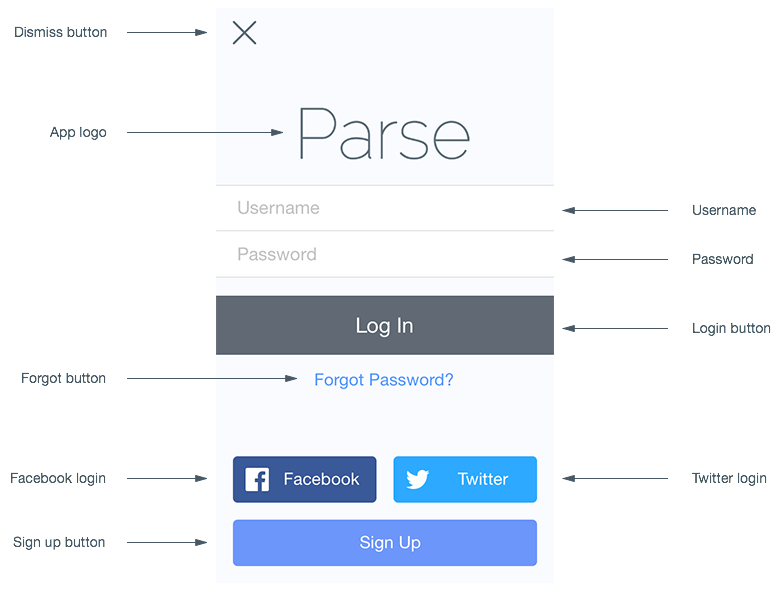 Dismiss button
App logo
Parse
Username
Username
Password
Password
Log In
Login button
Forgot button
Forgot Password?
Facebook login
Facebook
Twitter
Twitter login
Sign up button
Sign Up